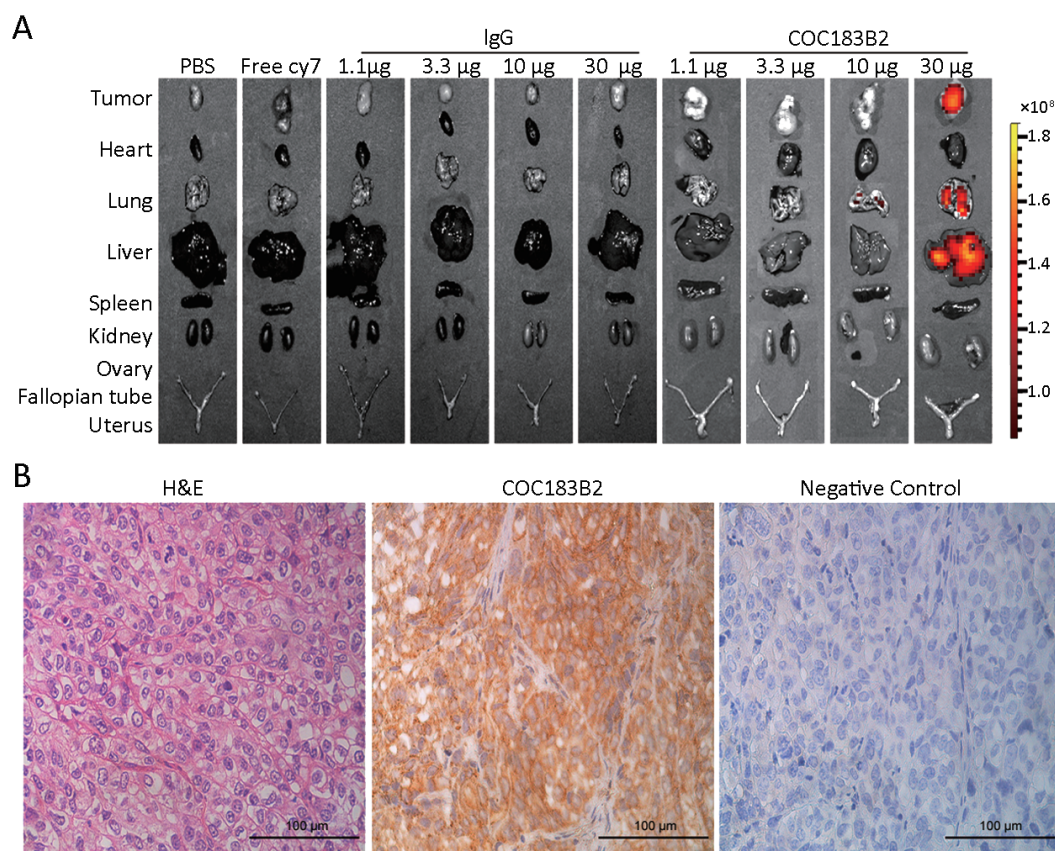 A
IgG
COC183B2
PBS
Free cy7
1.1μg
3.3 μg
10 μg
30 μg
1.1 μg
3.3 μg
10 μg
30 μg
Tumor
Heart
Lung
Liver
Spleen
Kidney
Ovary
Fallopian tube
Uterus
×10⁸
1.8
1.6
1.4
1.2
1.0
B
H&E
COC183B2
Negative Control
100 μm
100 μm
100 μm